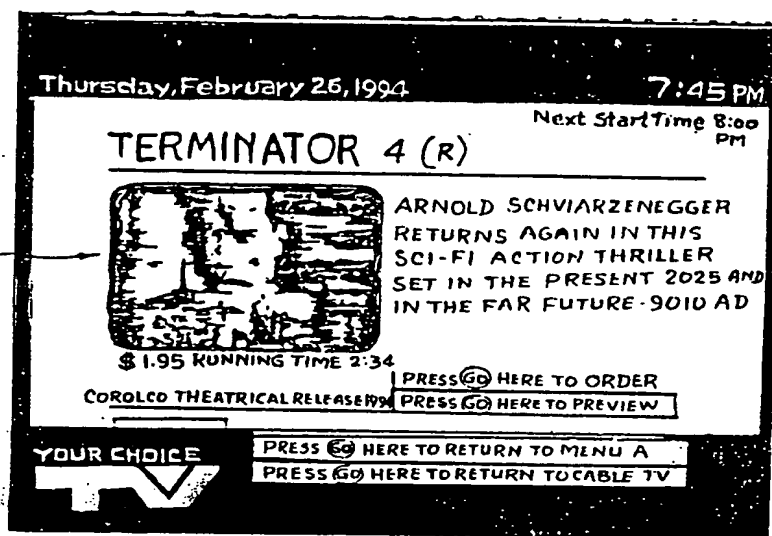 Thursday, February 26, 1994 7:45 PM
Next Start Time 8:00 PM
TERMINATOR 4 (R)
ARNOLD SCHVIARZENEGGER
RETURNS AGAIN IN THIS
SCI-FI ACTION THRILLER
SET IN THE PRESENT 2025 AND
IN THE FAR FUTURE-9010 AD
$1.95 RUNNING TIME 2:34
PRESS GO HERE TO ORDER
COROLCO THEATRICAL RELEASE 1994
PRESS GO HERE TO PREVIEW
YOUR CHOICE
TV
PRESS GO HERE TO RETURN TO MENU A
PRESS GO HERE TO RETURN TO CABLE TV